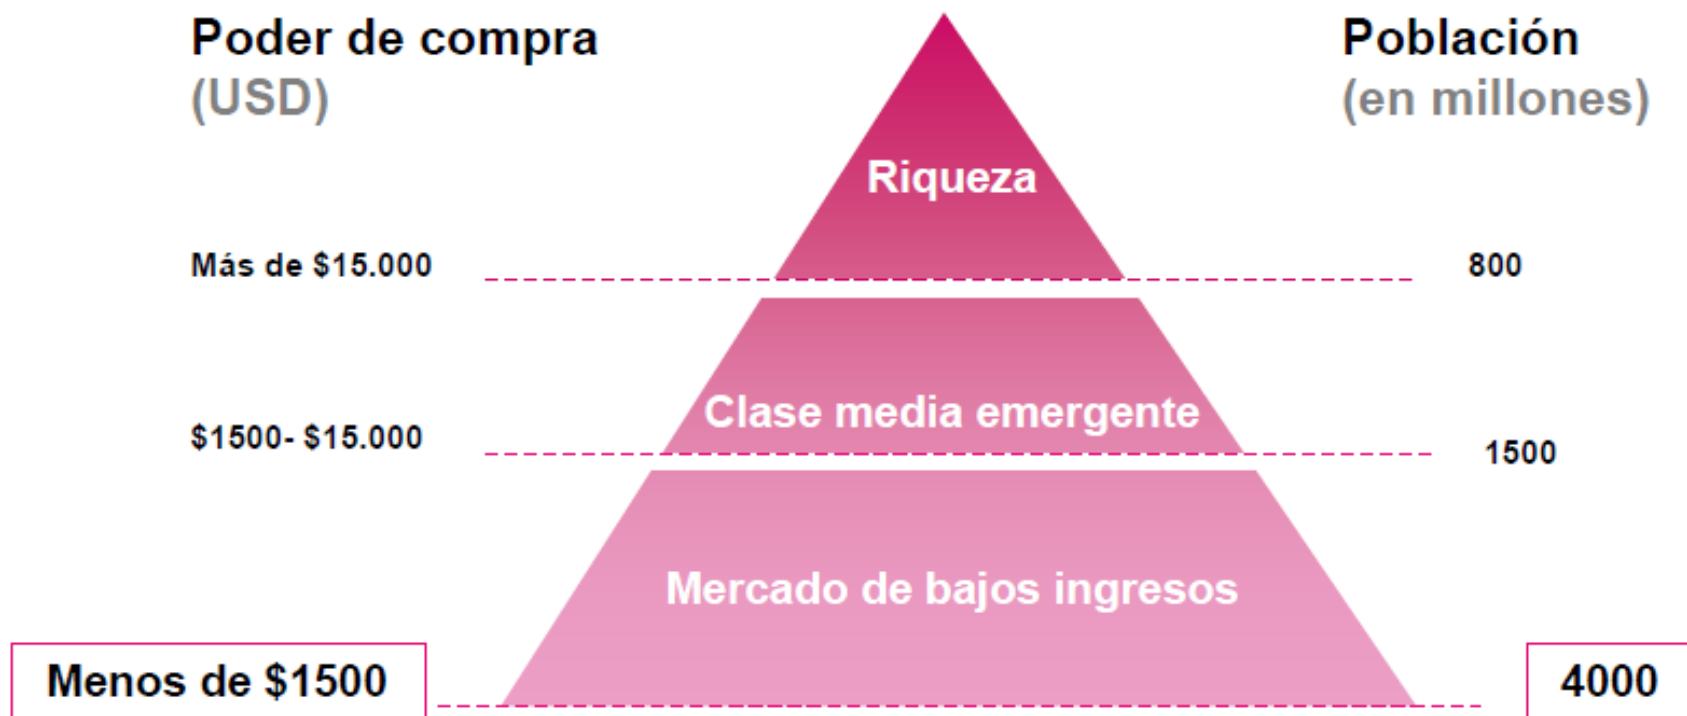 Poder de compra
(USD)
Población
(en millones)
Riqueza
Más de $15.000
800
Clase media emergente
$1500- $15.000
1500
Mercado de bajos ingresos
Menos de $1500
4000